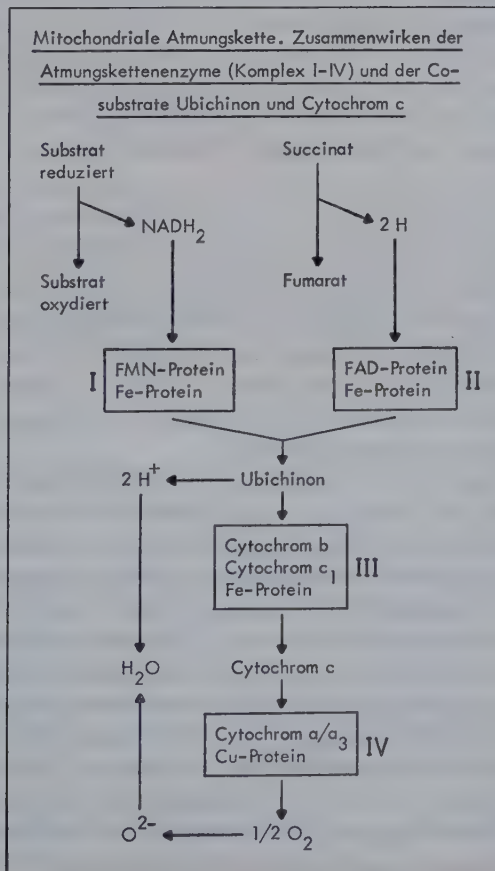 Mitochondriale Atmungskette. Zusammenwirken der
Atmungskettenenzyme (Komplex I-IV) und der Co-
substrate Ubichinon und Cytochrom c
Substrat
reduziert
Succinat
NADH₂
2 H
Substrat
oxydiert
Fumarat
I
FMN-Protein
Fe-Protein
FAD-Protein
Fe-Protein
II
2 H⁺
Ubichinon
Cytochrom b
Cytochrom c₁
Fe-Protein
III
H₂O
Cytochrom c
Cytochrom a/a₃
Cu-Protein
IV
O²⁻
1/2 O₂